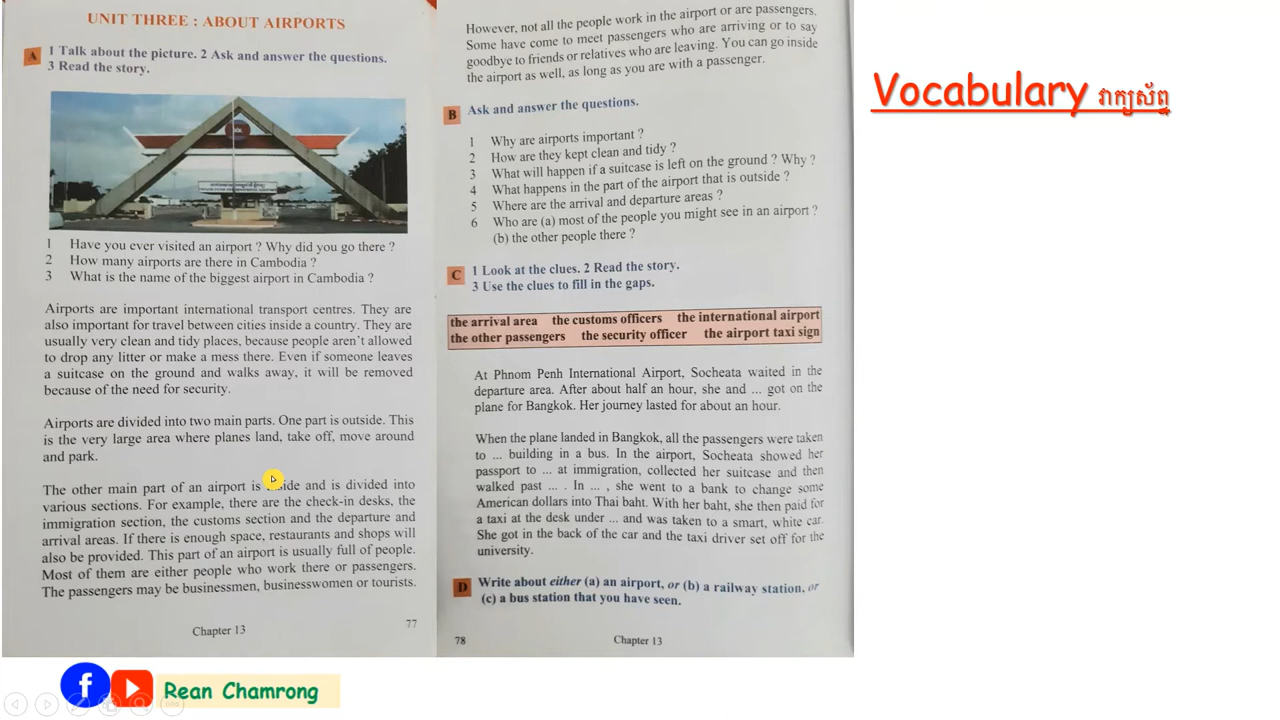 UNIT THREE : ABOUT AIRPORTS
A
1 Talk about the picture. 2 Ask and answer the questions.
3 Read the story.
1 Have you ever visited an airport ? Why did you go there ?
2 How many airports are there in Cambodia ?
3 What is the name of the biggest airport in Cambodia ?
Airports are important international transport centres. They are
also important for travel between cities inside a country. They are
usually very clean and tidy places, because people aren't allowed
to drop any litter or make a mess there. Even if someone leaves
a suitcase on the ground and walks away, it will be removed
because of the need for security.
Airports are divided into two main parts. One part is outside. This
is the very large area where planes land, take off, move around
and park.
The other main part of an airport is inside and is divided into
various sections. For example, there are the check-in desks, the
immigration section, the customs section and the departure and
arrival areas. If there is enough space, restaurants and shops will
also be provided. This part of an airport is usually full of people.
Most of them are either people who work there or passengers.
The passengers may be businessmen, businesswomen or tourists.
Chapter 13
77
However, not all the people work in the airport or are passengers.
Some have come to meet passengers who are arriving or to say
goodbye to friends or relatives who are leaving. You can go inside
the airport as well, as long as you are with a passenger.
B
Ask and answer the questions.
1 Why are airports important ?
2 How are they kept clean and tidy ?
3 What will happen if a suitcase is left on the ground ? Why ?
4 What happens in the part of the airport that is outside ?
5 Where are the arrival and departure areas ?
6 Who are (a) most of the people you might see in an airport ?
(b) the other people there ?
C
1 Look at the clues. 2 Read the story.
3 Use the clues to fill in the gaps.
the arrival area the customs officers the international airport
the other passengers the security officer the airport taxi sign
At Phnom Penh International Airport, Socheata waited in the
departure area. After about half an hour, she and ... got on the
plane for Bangkok. Her journey lasted for about an hour.
When the plane landed in Bangkok, all the passengers were taken
to ... building in a bus. In the airport, Socheata showed her
passport to ... at immigration, collected her suitcase and then
walked past ... . In ... , she went to a bank to change some
American dollars into Thai baht. With her baht, she then paid for
a taxi at the desk under ... and was taken to a smart, white car.
She got in the back of the car and the taxi driver set off for the
university.
D
Write about either (a) an airport, or (b) a railway station, or
(c) a bus station that you have seen.
78
Chapter 13
Vocabulary វាក្យស័ព្ទ
Rean Chamrong